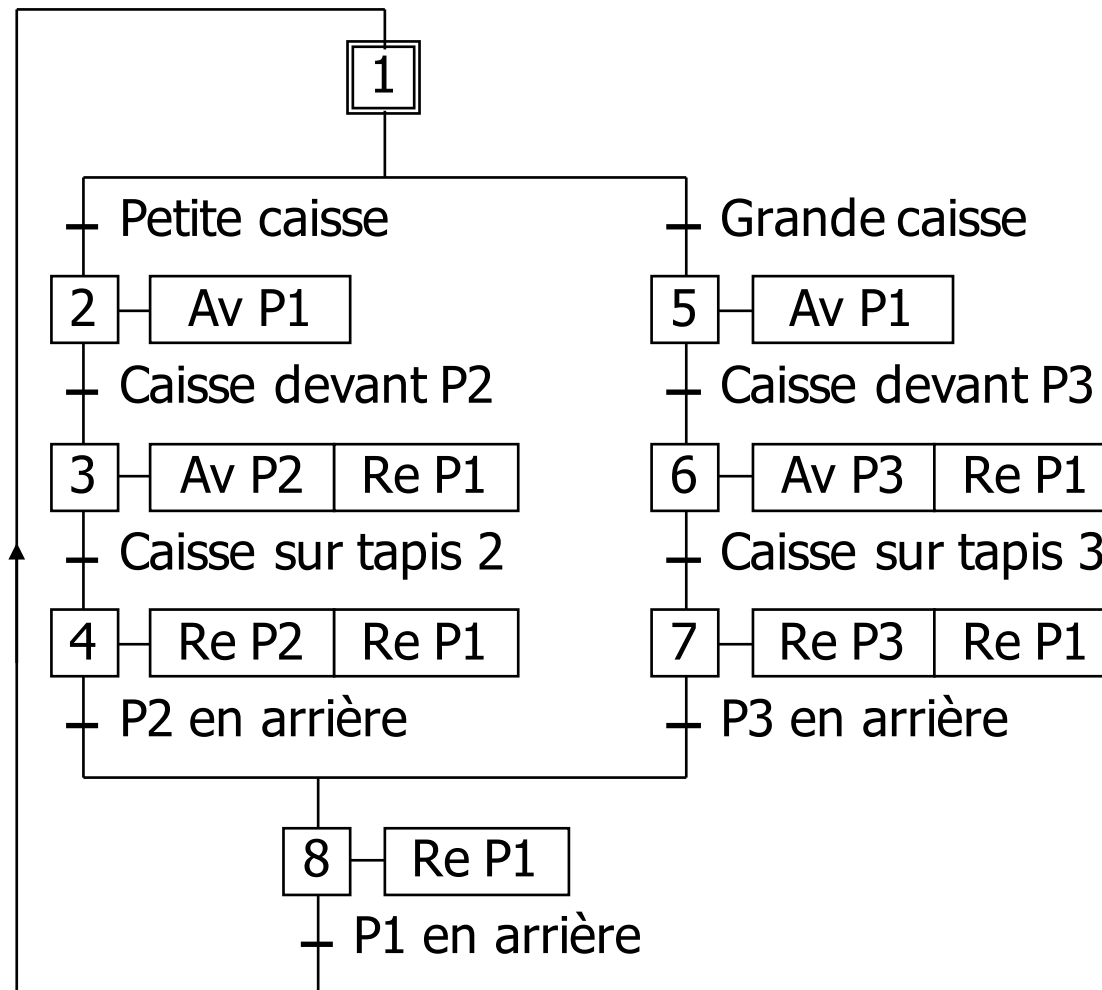 1
Petite caisse Grande caisse
2 Av P1 5 Av P1
Caisse devant P2 Caisse devant P3
3 Av P2 Re P1 6 Av P3 Re P1
Caisse sur tapis 2 Caisse sur tapis 3
4 Re P2 Re P1 7 Re P3 Re P1
P2 en arrière P3 en arrière
8 Re P1
P1 en arrière